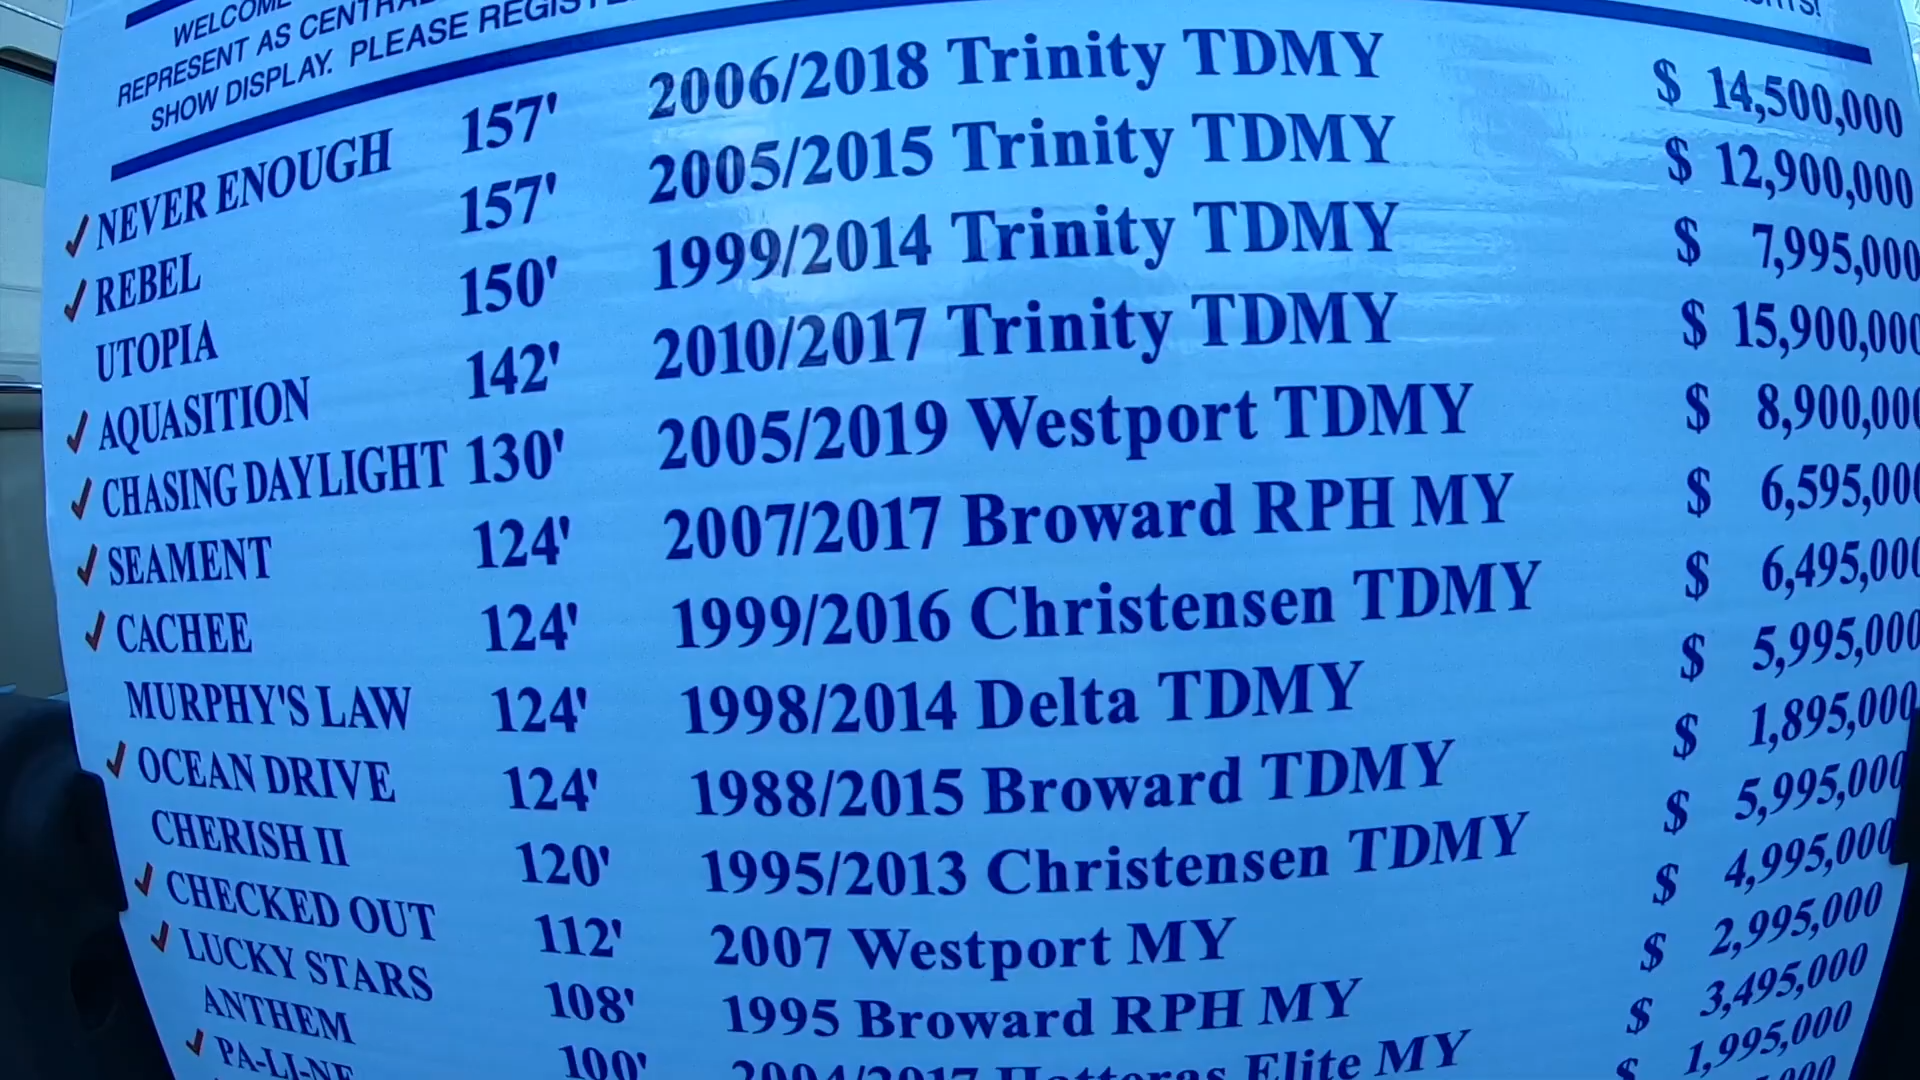 WELCOME
REPRESENT AS CENTRAL
SHOW DISPLAY. PLEASE REGISTE
✓ NEVER ENOUGH 157' 2006/2018 Trinity TDMY $ 14,500,000
✓ REBEL 157' 2005/2015 Trinity TDMY $ 12,900,000
UTOPIA 150' 1999/2014 Trinity TDMY $ 7,995,000
✓ AQUASITION 142' 2010/2017 Trinity TDMY $ 15,900,000
✓ CHASING DAYLIGHT 130' 2005/2019 Westport TDMY $ 8,900,000
✓ SEAMENT 124' 2007/2017 Broward RPH MY $ 6,595,000
✓ CACHEE 124' 1999/2016 Christensen TDMY $ 6,495,000
MURPHY'S LAW 124' 1998/2014 Delta TDMY $ 5,995,000
✓ OCEAN DRIVE 124' 1988/2015 Broward TDMY $ 1,895,000
CHERISH II 120' 1995/2013 Christensen TDMY $ 5,995,000
✓ CHECKED OUT 112' 2007 Westport MY $ 4,995,000
✓ LUCKY STARS 108' 1995 Broward RPH MY $ 2,995,000
ANTHEM 100' 2004/2017 Hatteras Elite MY $ 3,495,000
✓ PA-LI-NE $ 1,995,000